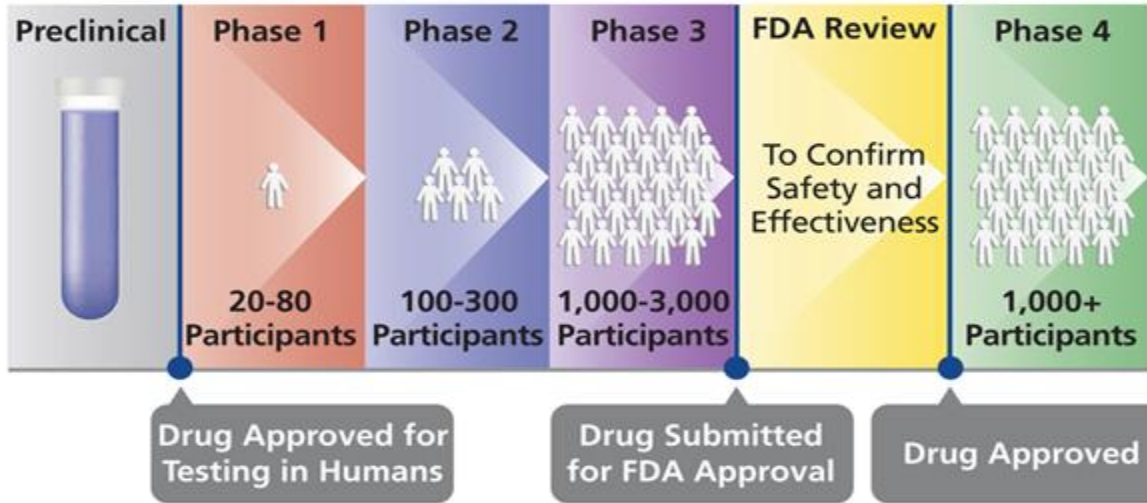 Preclinical
Phase 1
Phase 2
Phase 3
FDA Review
Phase 4
To Confirm
Safety and
Effectiveness
20-80
Participants
100-300
Participants
1,000-3,000
Participants
1,000+
Participants
Drug Approved for
Testing in Humans
Drug Submitted
for FDA Approval
Drug Approved